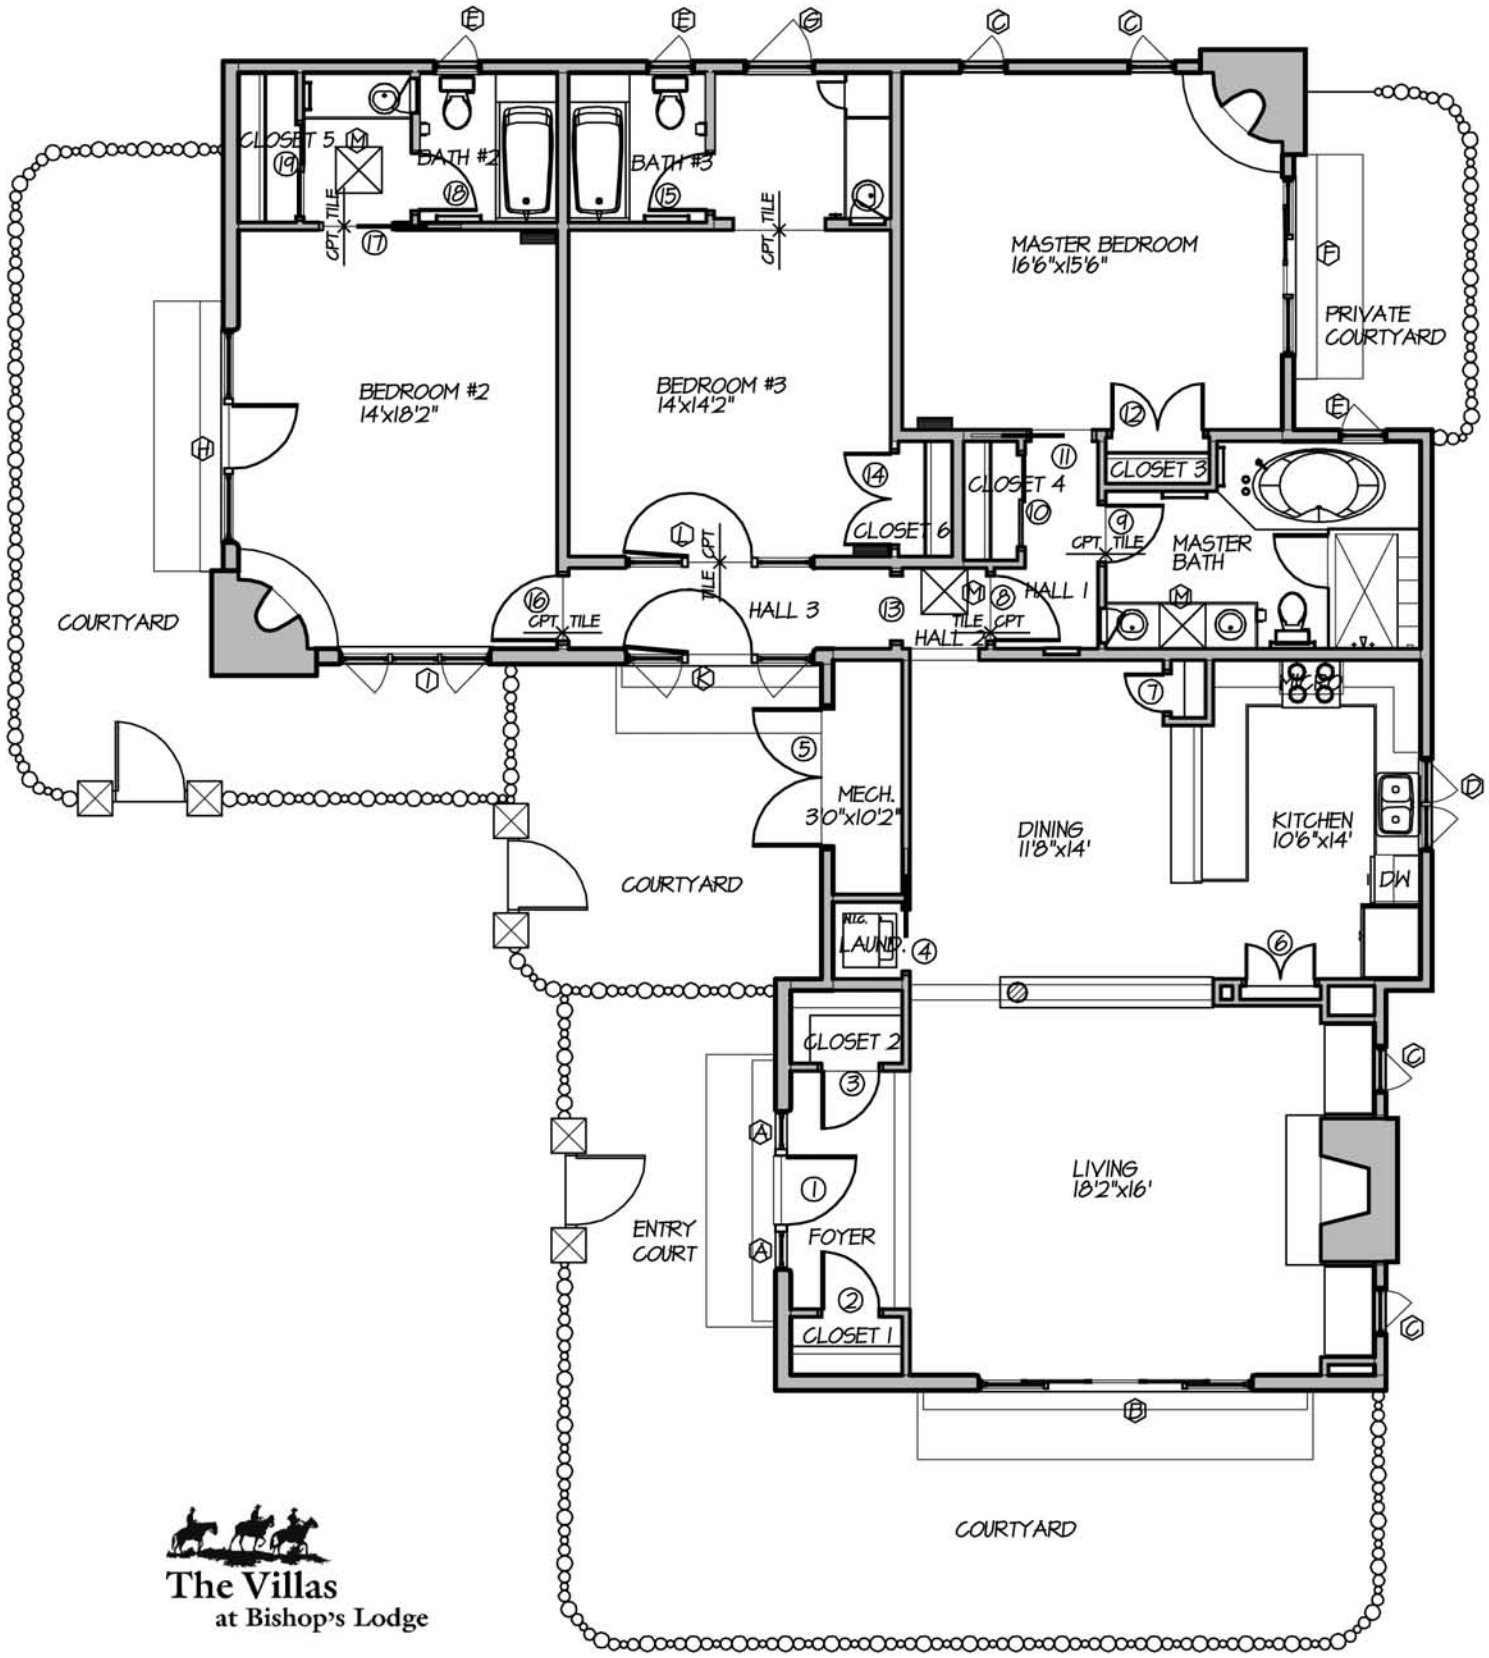 E
E
G
C
C
CLOSET 5
M
19
BATH #2
18
BATH #3
15
CPT TILE
17
CPT TILE
MASTER BEDROOM
16'6"x15'6"
F
PRIVATE
COURTYARD
BEDROOM #2
14'x18'2"
H
BEDROOM #3
14'x14'2"
12
E
11
CLOSET 3
14
CLOSET 4
10
CLOSET 6
9
CPT TILE
MASTER
BATH
L
TILE CPT
16
CPT TILE
HALL 3
13
M
8
HALL 1
M
TILE CPT
HALL 2
COURTYARD
I
K
7
MICRO
5
MECH.
3'0"x10'2"
D
DINING
11'8"x14'
KITCHEN
10'6"x14'
DW
COURTYARD
N.I.C.
LAUND.
4
6
CLOSET 2
3
C
A
1
LIVING
18'2"x16'
ENTRY
COURT
A
FOYER
2
CLOSET 1
C
B
COURTYARD
The Villas
at Bishop's Lodge